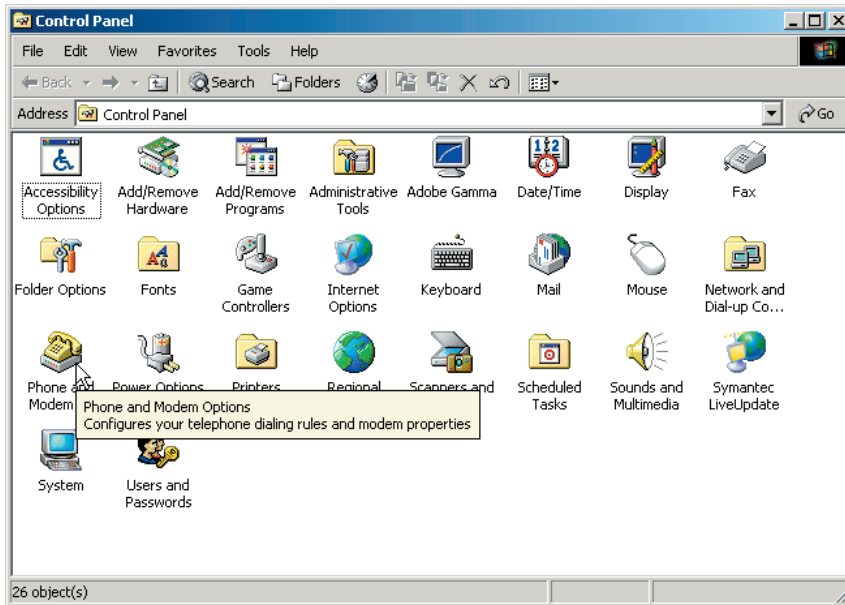 Control Panel
File Edit View Favorites Tools Help
Back Search Folders
Address Control Panel Go
Accessibility Options
Add/Remove Hardware
Add/Remove Programs
Administrative Tools
Adobe Gamma
Date/Time
Display
Fax
Folder Options
Fonts
Game Controllers
Internet Options
Keyboard
Mail
Mouse
Network and Dial-up Co...
Phone and Modem
Power Options
Printers
Regional
Scanners and
Scheduled Tasks
Sounds and Multimedia
Symantec LiveUpdate
Phone and Modem Options
Configures your telephone dialing rules and modem properties
System
Users and Passwords
26 object(s)